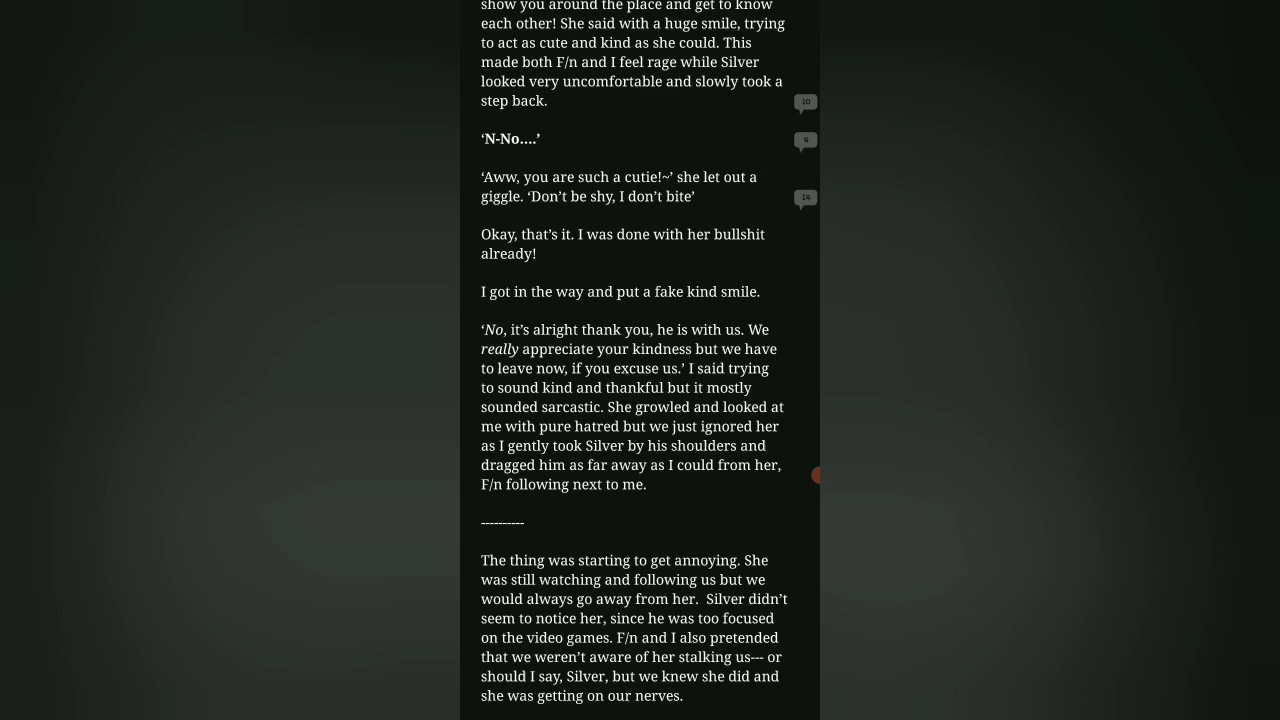 show you around the place and get to know
each other! She said with a huge smile, trying
to act as cute and kind as she could. This
made both F/n and I feel rage while Silver
looked very uncomfortable and slowly took a
step back.
10
‘N-No....’
6
‘Aww, you are such a cutie!~’ she let out a
giggle. ‘Don’t be shy, I don’t bite’
14
Okay, that’s it. I was done with her bullshit
already!
I got in the way and put a fake kind smile.
‘No, it’s alright thank you, he is with us. We
really appreciate your kindness but we have
to leave now, if you excuse us.’ I said trying
to sound kind and thankful but it mostly
sounded sarcastic. She growled and looked at
me with pure hatred but we just ignored her
as I gently took Silver by his shoulders and
dragged him as far away as I could from her,
F/n following next to me.
----------
The thing was starting to get annoying. She
was still watching and following us but we
would always go away from her.  Silver didn’t
seem to notice her, since he was too focused
on the video games. F/n and I also pretended
that we weren’t aware of her stalking us--- or
should I say, Silver, but we knew she did and
she was getting on our nerves.